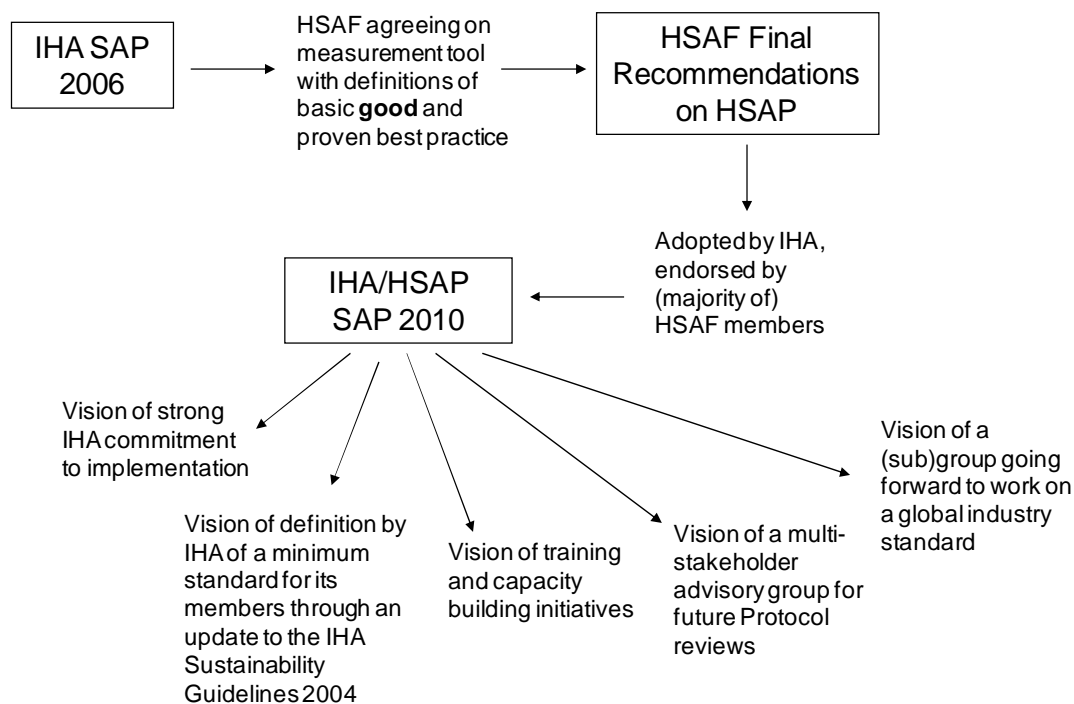 IHA SAP
2006
HSAF agreeing on
measurement tool
with definitions of
basic good and
proven best practice
HSAF Final
Recommendations
on HSAP
Adopted by IHA,
endorsed by
(majority of)
HSAF members
IHA/HSAP
SAP 2010
Vision of strong
IHA commitment
to implementation
Vision of definition by
IHA of a minimum
standard for its
members through an
update to the IHA
Sustainability
Guidelines 2004
Vision of training
and capacity
building initiatives
Vision of a multi-
stakeholder
advisory group for
future Protocol
reviews
Vision of a
(sub)group going
forward to work on
a global industry
standard